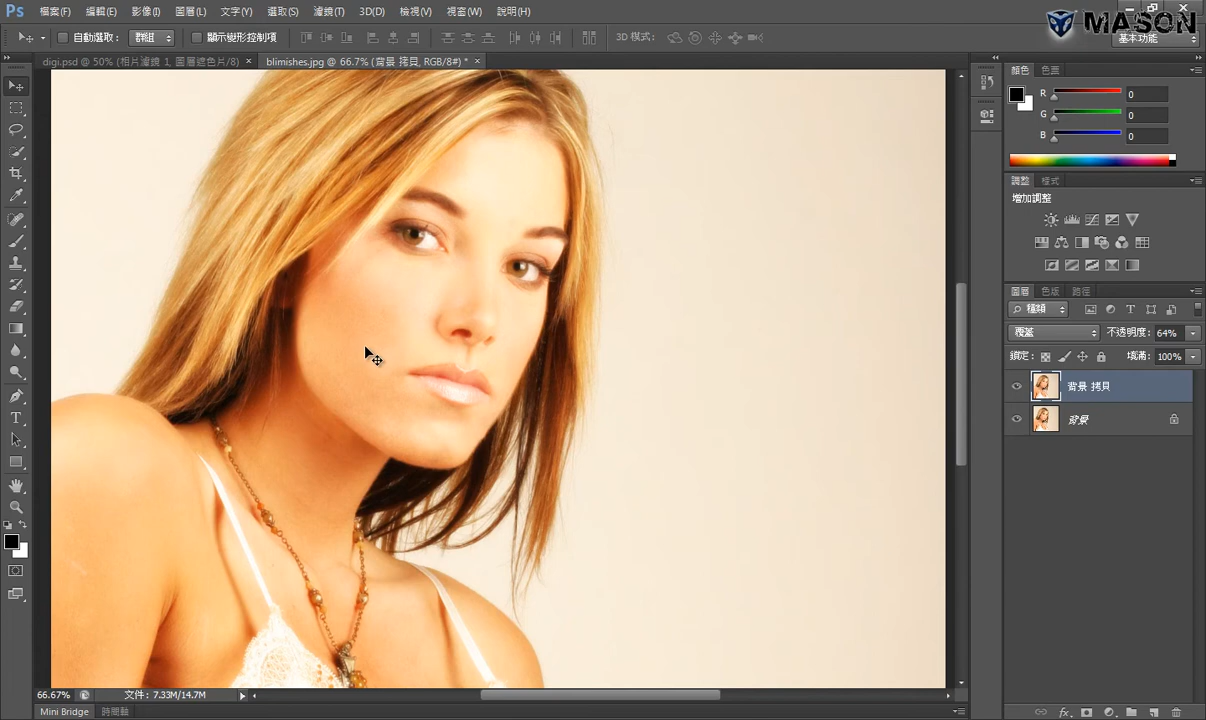 Ps 檔案(F) 編輯(E) 影像(I) 圖層(L) 文字(Y) 選取(S) 濾鏡(T) 3D(D) 檢視(V) 視窗(W) 說明(H)
MASON
自動選取： 群組 顯示變形控制項 3D 模式： 基本功能
digi.psd @ 50% (相片濾鏡 1, 圖層遮色片/8) × blimishes.jpg @ 66.7% (背景 拷貝, RGB/8#) * ×
顏色 色票
R 0
G 0
B 0
調整 樣式
增加調整
圖層 色版 路徑
種類
覆蓋 不透明度： 64%
鎖定： 填滿： 100%
背景 拷貝
背景
66.67% 文件： 7.33M/14.7M
Mini Bridge 時間軸
fx